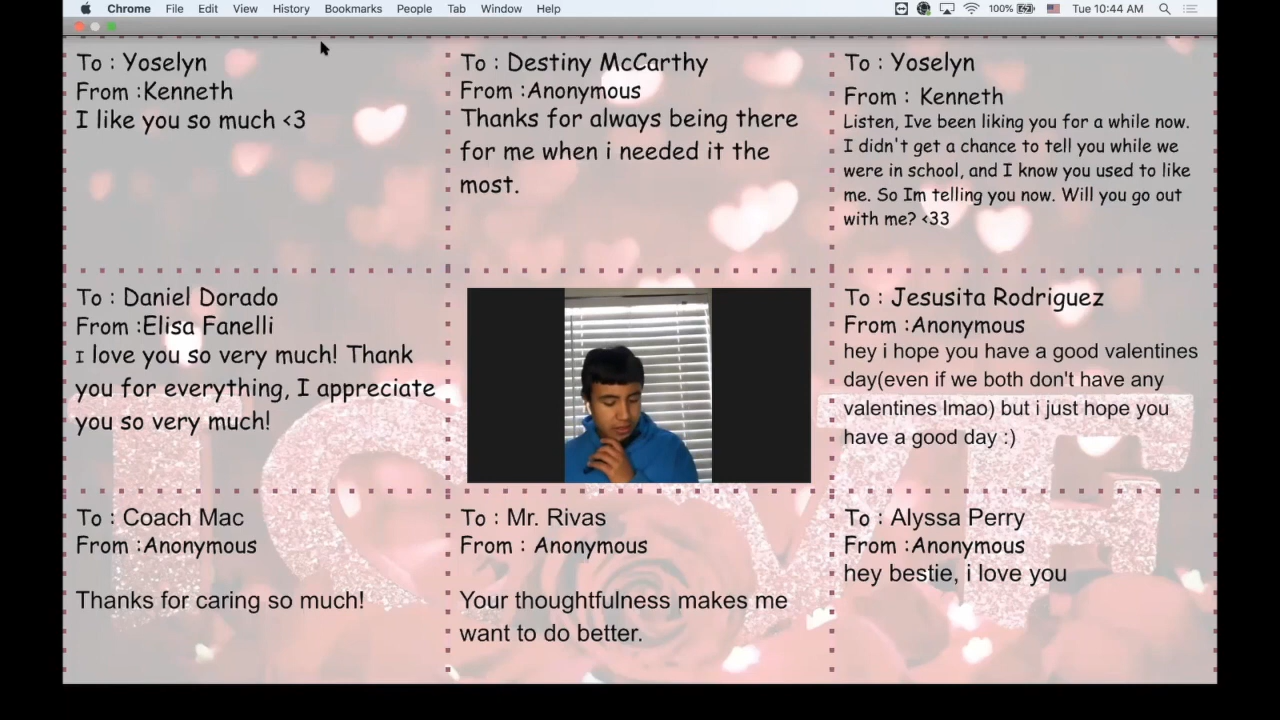 Chrome File Edit View History Bookmarks People Tab Window Help 100% Tue 10:44 AM
To : Yoselyn
From :Kenneth
I like you so much <3
To : Destiny McCarthy
From :Anonymous
Thanks for always being there
for me when i needed it the
most.
To : Yoselyn
From : Kenneth
Listen, Ive been liking you for a while now.
I didn't get a chance to tell you while we
were in school, and I know you used to like
me. So Im telling you now. Will you go out
with me? <33
To : Daniel Dorado
From :Elisa Fanelli
I love you so very much! Thank
you for everything, I appreciate
you so very much!
To : Jesusita Rodriguez
From :Anonymous
hey i hope you have a good valentines
day(even if we both don't have any
valentines lmao) but i just hope you
have a good day :)
To : Coach Mac
From :Anonymous
Thanks for caring so much!
To : Mr. Rivas
From : Anonymous
Your thoughtfulness makes me
want to do better.
To : Alyssa Perry
From :Anonymous
hey bestie, i love you